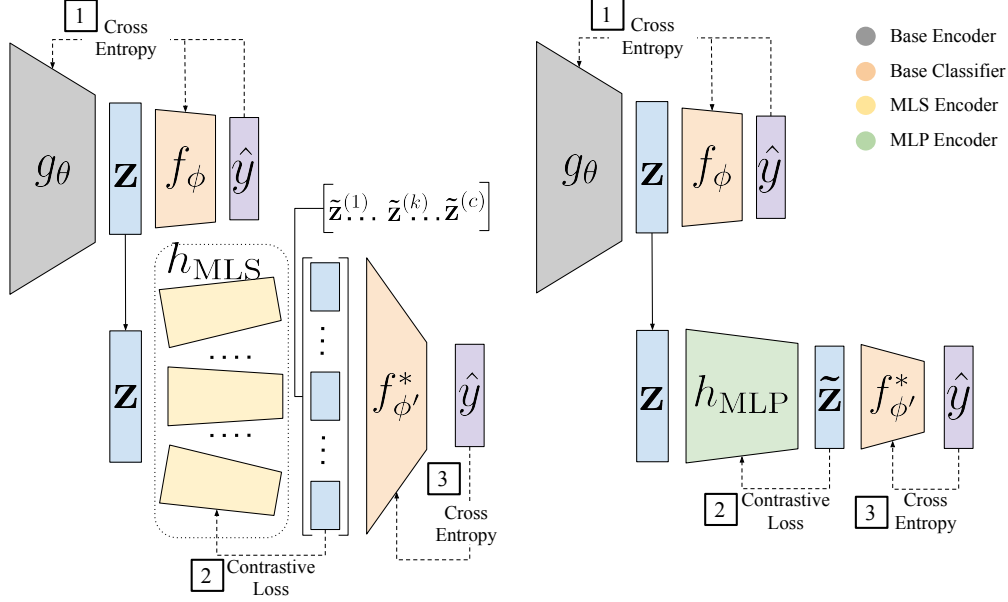 1
Cross
Entropy
g_θ
z
f_ϕ
ŷ
z̃^(1) ... z̃^(k) ... z̃^(c)
h_MLS
z
....
....
f*_ϕ′
ŷ
3
Cross
Entropy
2
Contrastive
Loss
1
Cross
Entropy
g_θ
z
f_ϕ
ŷ
z
h_MLP
z̃
f*_ϕ′
ŷ
2
Contrastive
Loss
3
Cross
Entropy
Base Encoder
Base Classifier
MLS Encoder
MLP Encoder